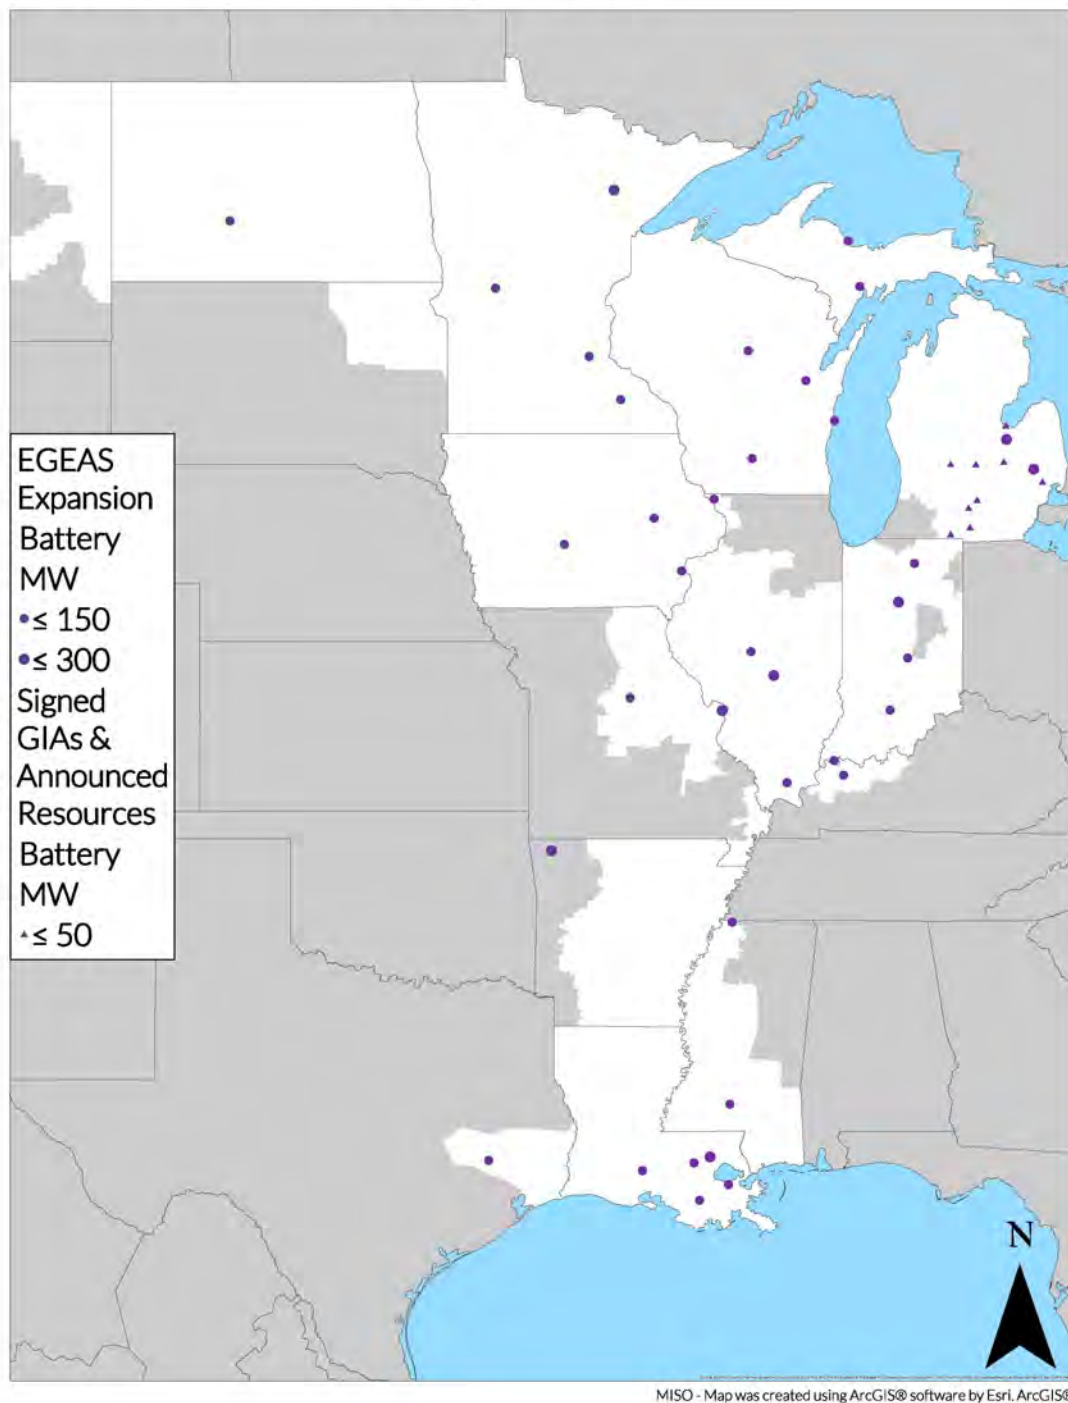 EGEAS
Expansion
Battery
MW
≤ 150
≤ 300
Signed
GIAs &
Announced
Resources
Battery
MW
≤ 50
N
MISO - Map was created using ArcGIS® software by Esri. ArcGIS®